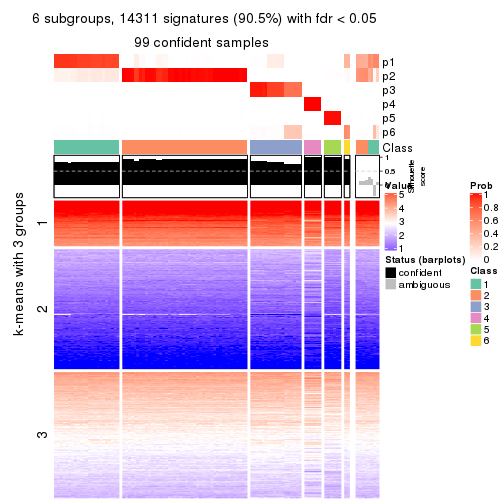 6 subgroups, 14311 signatures (90.5%) with fdr < 0.05
99 confident samples
p1
p2
p3
p4
p5
p6
Class
1
0.5
0
Silhouette
score
k-means with 3 groups
1
2
3
Value
5
4
3
2
1
Status (barplots)
confident
ambiguous
Prob
1
0.8
0.6
0.4
0.2
0
Class
1
2
3
4
5
6